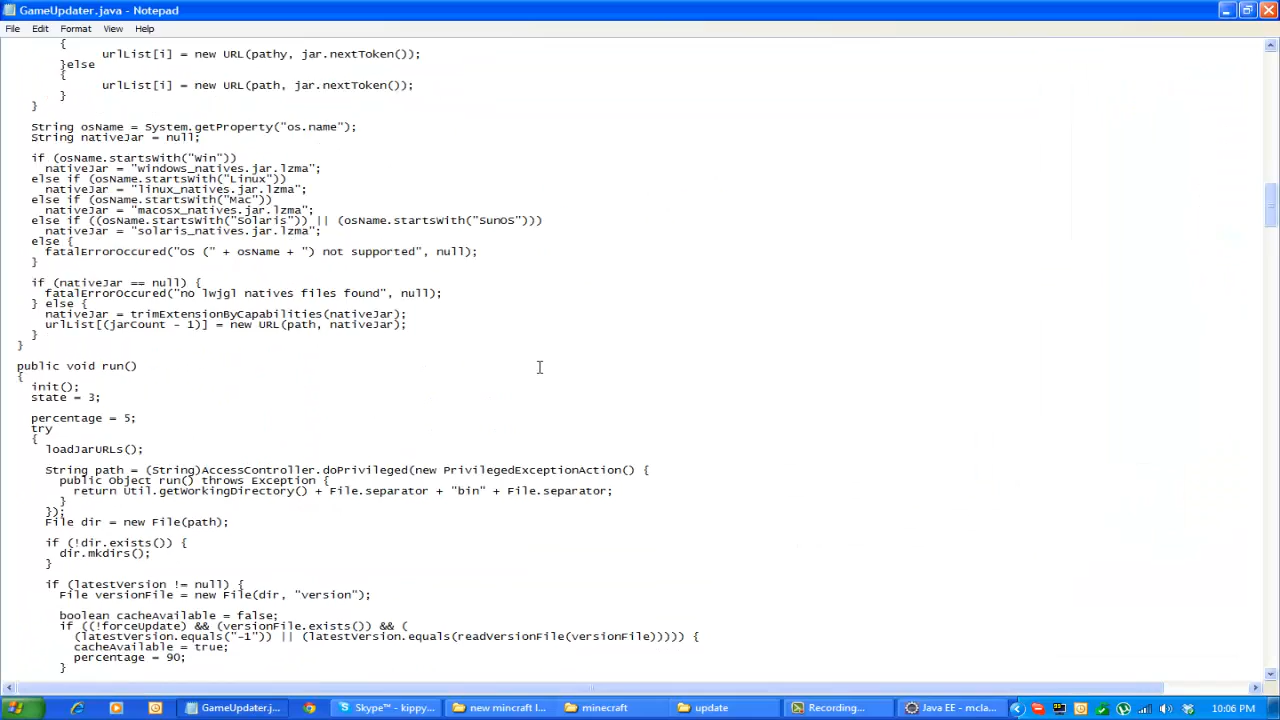 GameUpdater.java - Notepad
File Edit Format View Help
{
urlList[i] = new URL(pathy, jar.nextToken());
}else
{
urlList[i] = new URL(path, jar.nextToken());
}
}
String osName = System.getProperty("os.name");
String nativeJar = null;
if (osName.startsWith("Win"))
nativeJar = "windows_natives.jar.lzma";
else if (osName.startsWith("Linux"))
nativeJar = "linux_natives.jar.lzma";
else if (osName.startsWith("Mac"))
nativeJar = "macosx_natives.jar.lzma";
else if ((osName.startsWith("Solaris")) || (osName.startsWith("SunOS")))
nativeJar = "solaris_natives.jar.lzma";
else {
fatalErrorOccured("OS (" + osName + ") not supported", null);
}
if (nativeJar == null) {
fatalErrorOccured("no lwjgl natives files found", null);
} else {
nativeJar = trimExtensionByCapabilities(nativeJar);
urlList[(jarCount - 1)] = new URL(path, nativeJar);
}
}
public void run()
{
init();
state = 3;
percentage = 5;
try
{
loadJarURLs();
String path = (String)AccessController.doPrivileged(new PrivilegedExceptionAction() {
public Object run() throws Exception {
return Util.getWorkingDirectory() + File.separator + "bin" + File.separator;
}
});
File dir = new File(path);
if (!dir.exists()) {
dir.mkdirs();
}
if (latestVersion != null) {
File versionFile = new File(dir, "version");
boolean cacheAvailable = false;
if ((!forceUpdate) && (versionFile.exists()) && (
(latestVersion.equals("-1")) || (latestVersion.equals(readVersionFile(versionFile))))) {
cacheAvailable = true;
percentage = 90;
}
start GameUpdater.j... Skype™ - kippy... new mincraft l... minecraft update Recording... Java EE - mcla... 10:06 PM